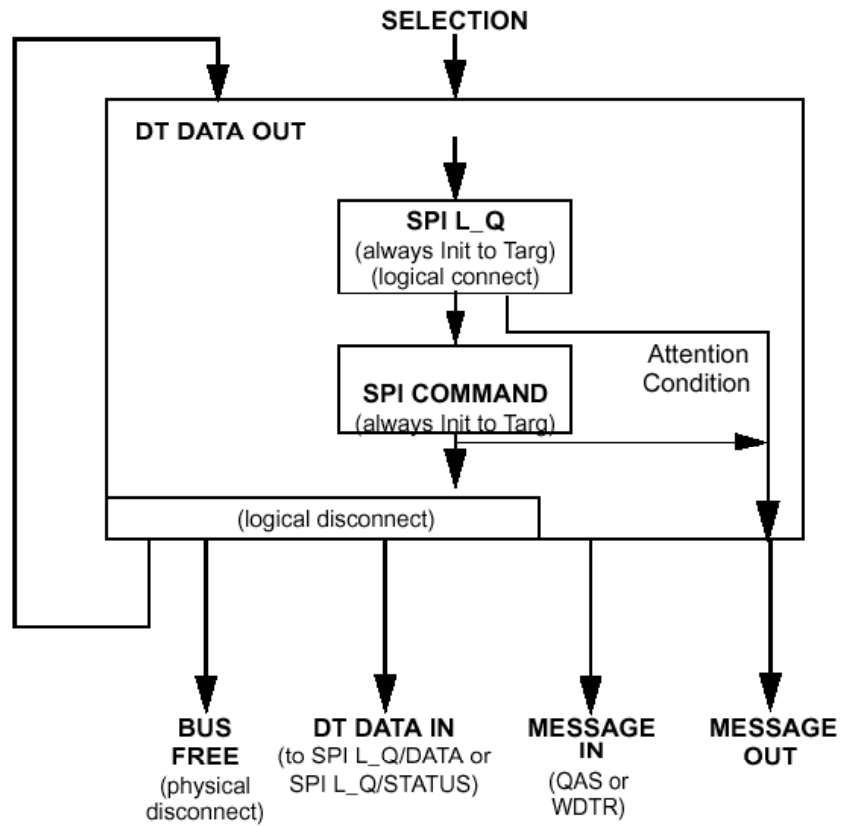 SELECTION
DT DATA OUT
SPI L_Q
(always Init to Targ)
(logical connect)
Attention
Condition
SPI COMMAND
(always Init to Targ)
(logical disconnect)
BUS
FREE
(physical
disconnect)
DT DATA IN
(to SPI L_Q/DATA or
SPI L_Q/STATUS)
MESSAGE
IN
(QAS or
WDTR)
MESSAGE
OUT